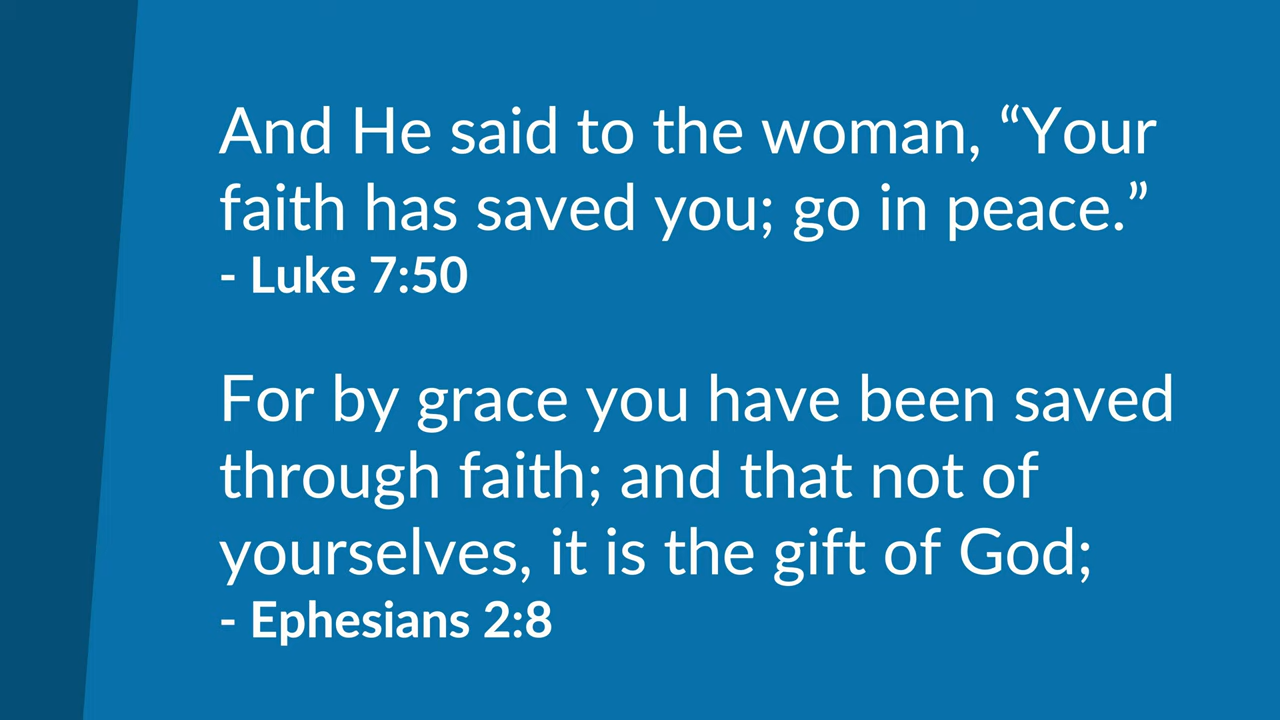 And He said to the woman, “Your
faith has saved you; go in peace.”
- Luke 7:50
For by grace you have been saved
through faith; and that not of
yourselves, it is the gift of God;
- Ephesians 2:8